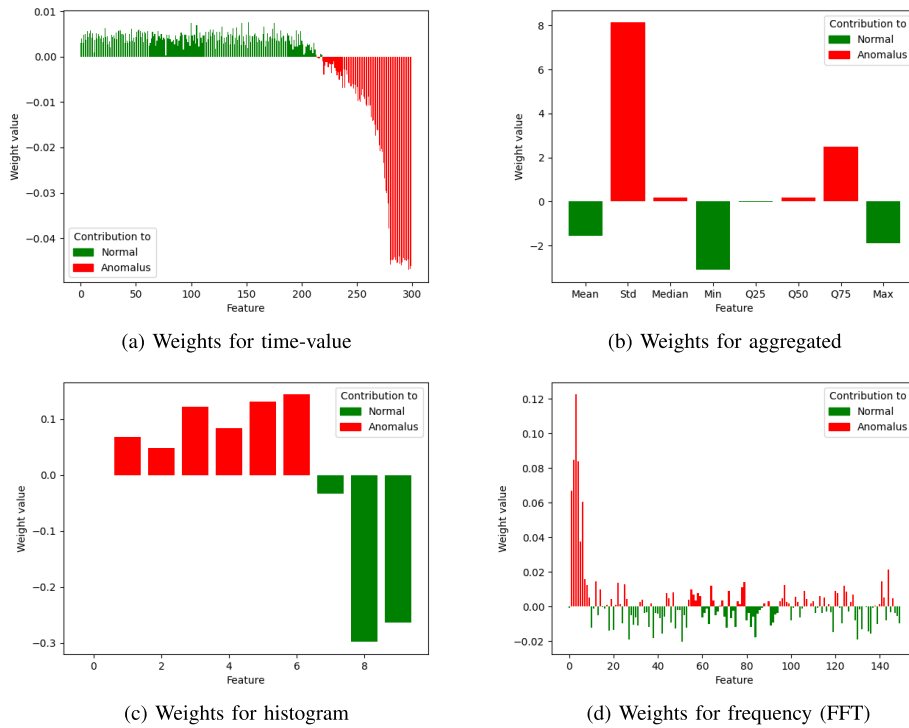 0.01
0.00
−0.01
−0.02
−0.03
−0.04
Weight value
Contribution to
Normal
Anomalus
0 50 100 150 200 250 300
Feature
(a) Weights for time-value
8
6
4
2
0
−2
Weight value
Contribution to
Normal
Anomalus
Mean Std Median Min Q25 Q50 Q75 Max
Feature
(b) Weights for aggregated
0.1
0.0
−0.1
−0.2
−0.3
Weight value
Contribution to
Normal
Anomalus
0 2 4 6 8
Feature
(c) Weights for histogram
0.12
0.10
0.08
0.06
0.04
0.02
0.00
−0.02
Weight value
Contribution to
Normal
Anomalus
0 20 40 60 80 100 120 140
Feature
(d) Weights for frequency (FFT)